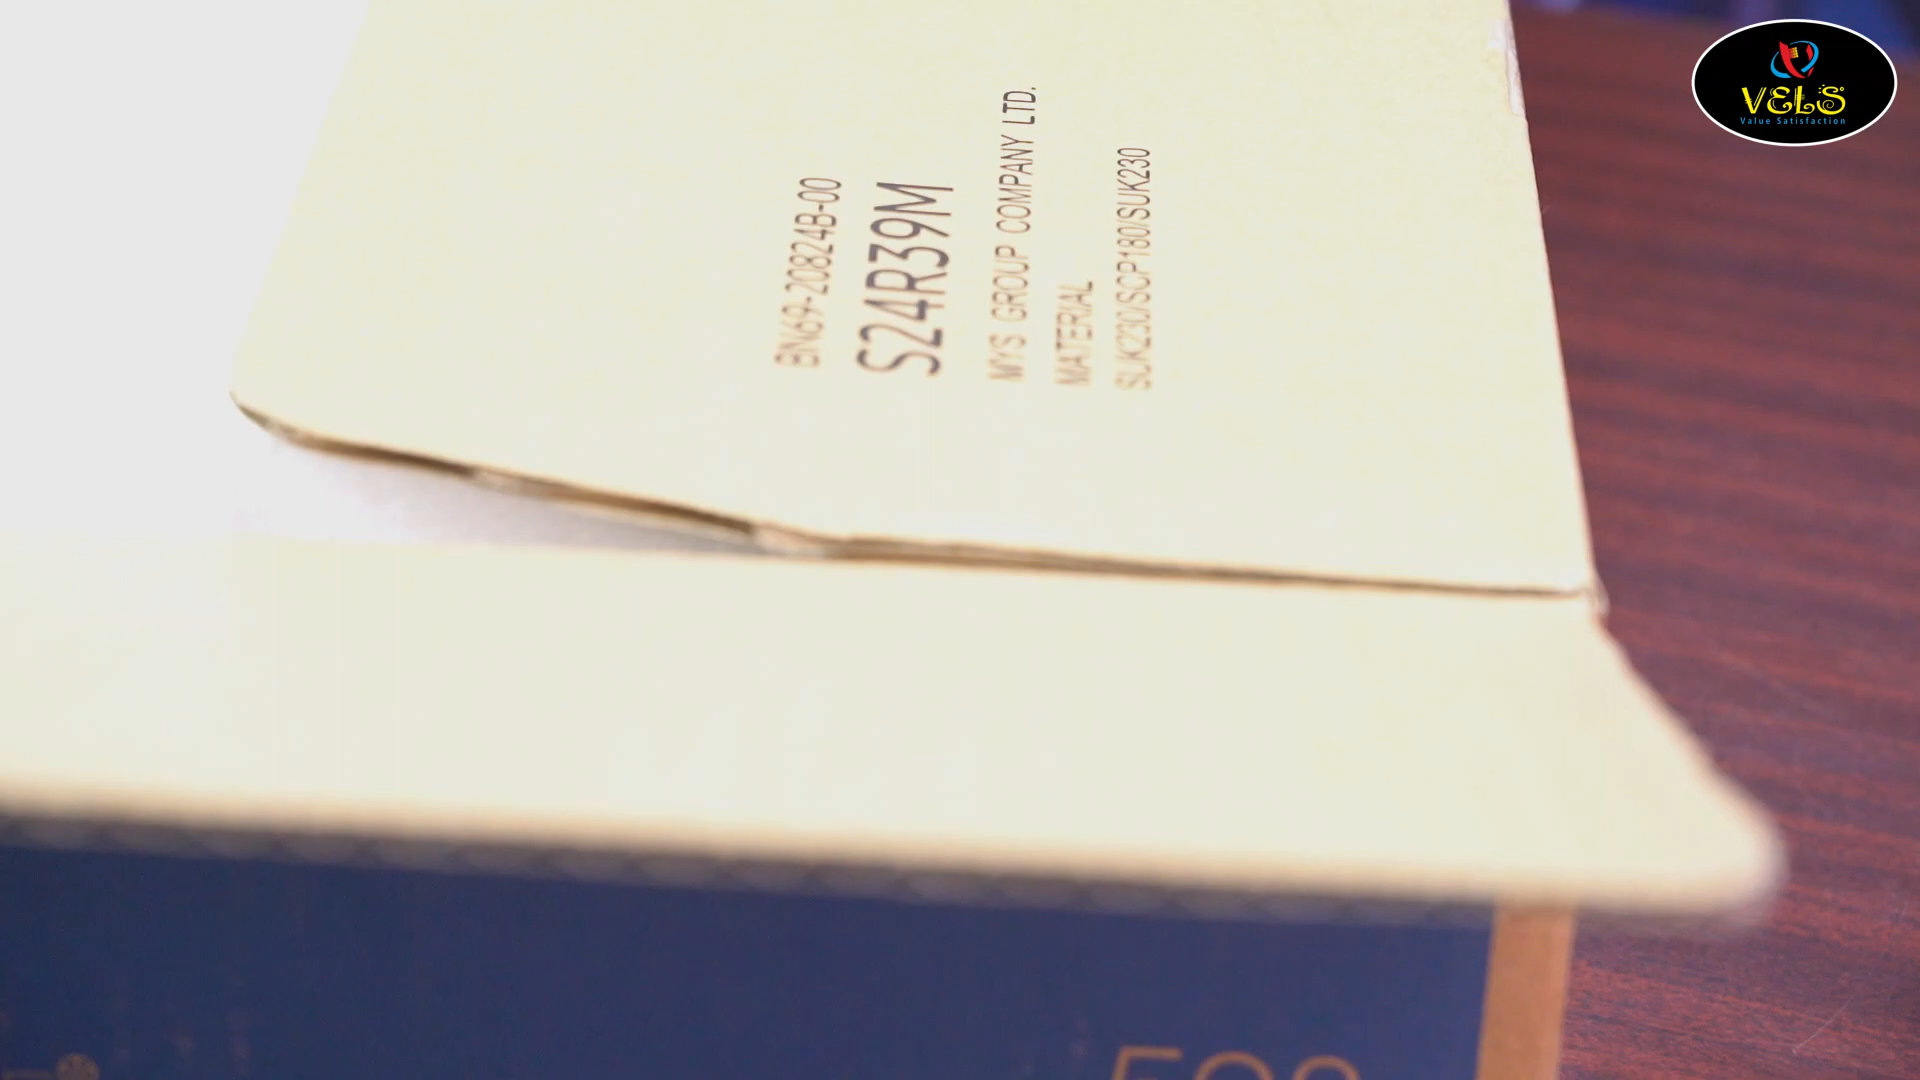 BN69-20824B-00
S24R39M
MYS GROUP COMPANY LTD.
MATERIAL
SUK230/SCP180/SUK230
VELS
Value Satisfaction